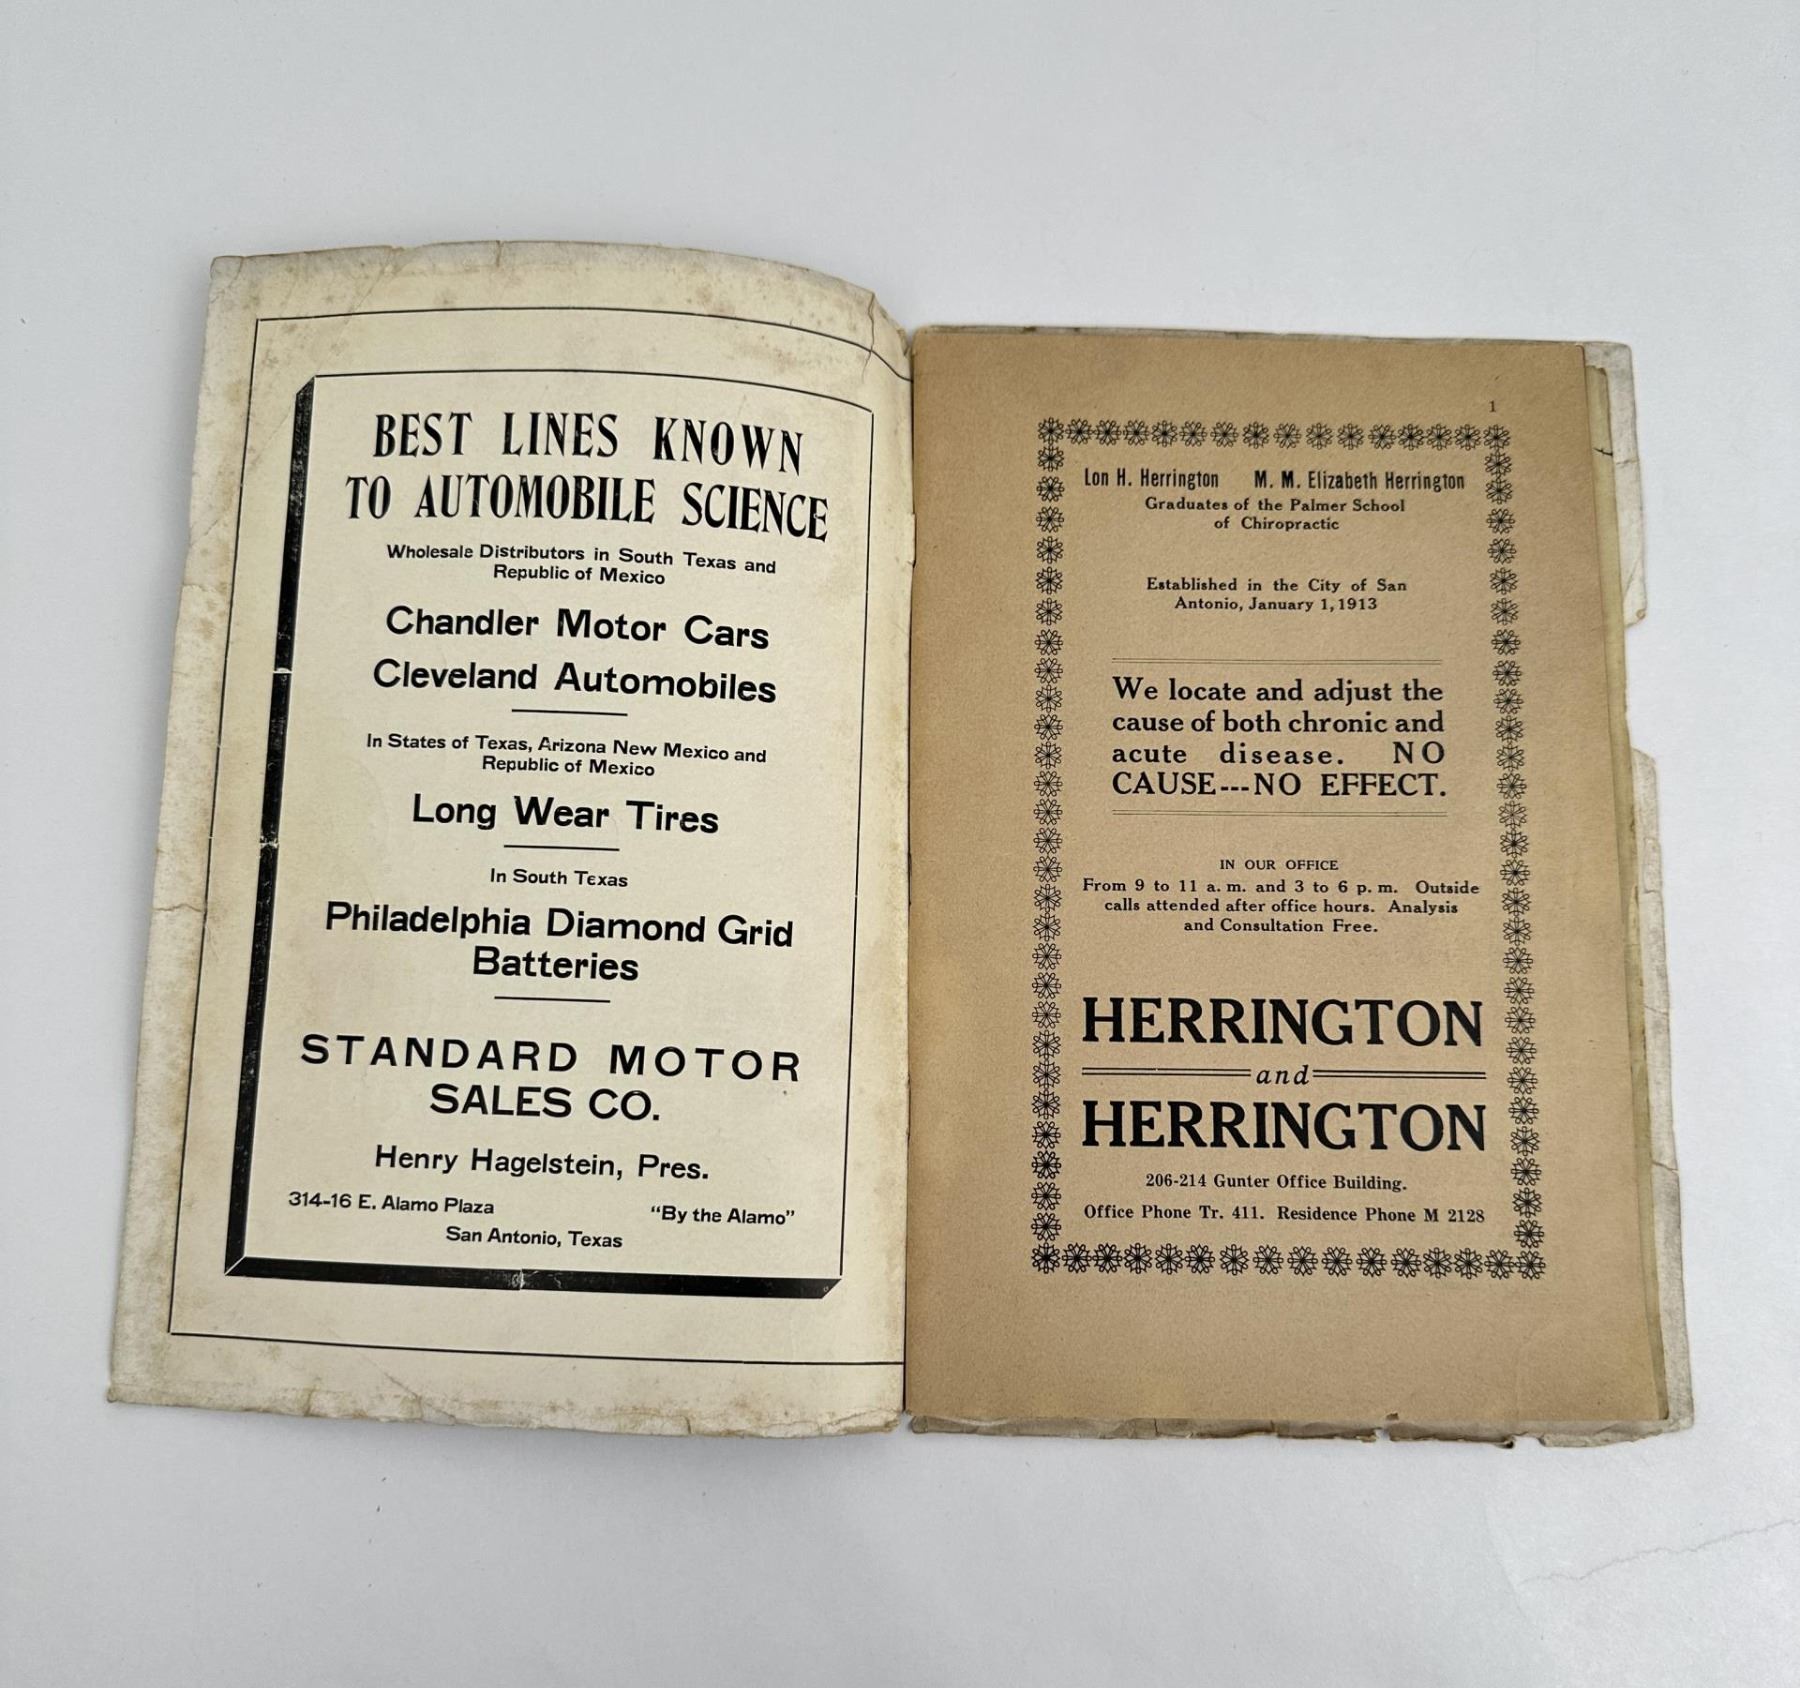 BEST LINES KNOWN
TO AUTOMOBILE SCIENCE
Wholesale Distributors in South Texas and
Republic of Mexico
Chandler Motor Cars
Cleveland Automobiles
In States of Texas, Arizona New Mexico and
Republic of Mexico
Long Wear Tires
In South Texas
Philadelphia Diamond Grid
Batteries
STANDARD MOTOR
SALES CO.
Henry Hagelstein, Pres.
314-16 E. Alamo Plaza "By the Alamo"
San Antonio, Texas
1
Lon H. Herrington M. M. Elizabeth Herrington
Graduates of the Palmer School
of Chiropractic
Established in the City of San
Antonio, January 1, 1913
We locate and adjust the
cause of both chronic and
acute disease. NO
CAUSE---NO EFFECT.
IN OUR OFFICE
From 9 to 11 a. m. and 3 to 6 p. m. Outside
calls attended after office hours. Analysis
and Consultation Free.
HERRINGTON
and
HERRINGTON
206-214 Gunter Office Building.
Office Phone Tr. 411. Residence Phone M 2128